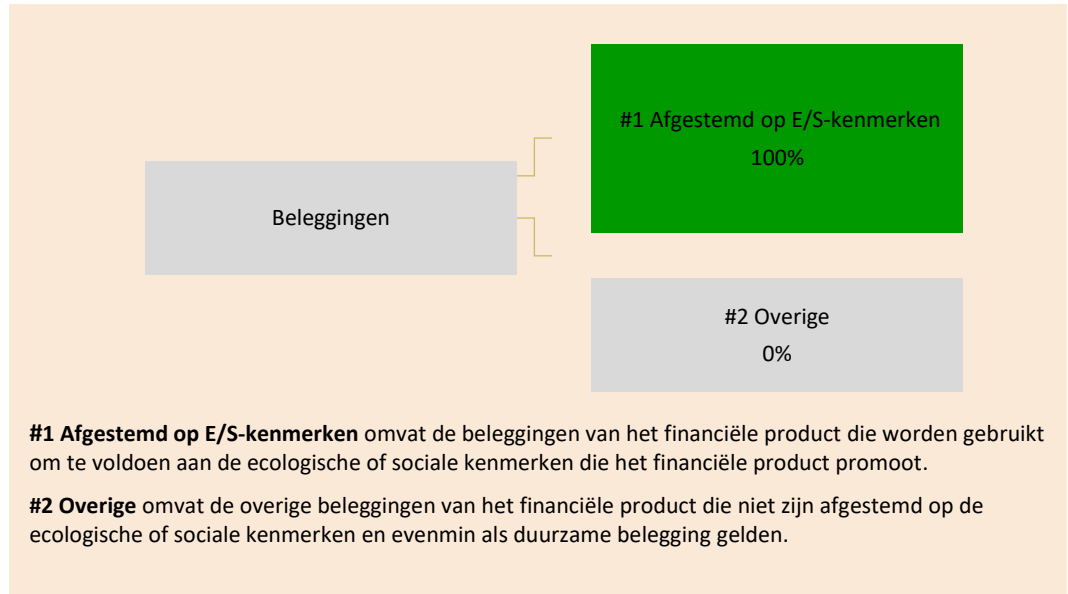 #1 Afgestemd op E/S-kenmerken
100%
Beleggingen
#2 Overige
0%
#1 Afgestemd op E/S-kenmerken omvat de beleggingen van het financiële product die worden gebruikt
om te voldoen aan de ecologische of sociale kenmerken die het financiële product promoot.
#2 Overige omvat de overige beleggingen van het financiële product die niet zijn afgestemd op de
ecologische of sociale kenmerken en evenmin als duurzame belegging gelden.